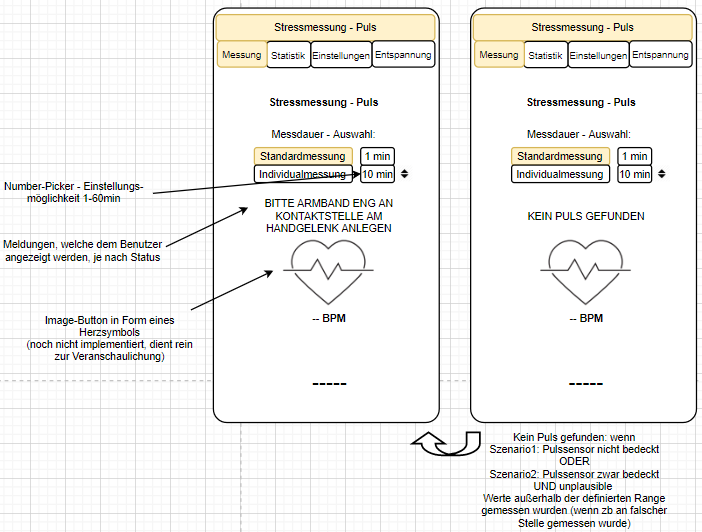 Stressmessung - Puls
Messung
Statistik
Einstellungen
Entspannung
Stressmessung - Puls
Messdauer - Auswahl:
Standardmessung
1 min
Individualmessung
10 min
BITTE ARMBAND ENG AN
KONTAKTSTELLE AM
HANDGELENK ANLEGEN
-- BPM
-----
Number-Picker - Einstellungs-
möglichkeit 1-60min
Meldungen, welche dem Benutzer
angezeigt werden, je nach Status
Image-Button in Form eines
Herzsymbols
(noch nicht implementiert, dient rein
zur Veranschaulichung)
Stressmessung - Puls
Messung
Statistik
Einstellungen
Entspannung
Stressmessung - Puls
Messdauer - Auswahl:
Standardmessung
1 min
Individualmessung
10 min
KEIN PULS GEFUNDEN
-- BPM
-----
Kein Puls gefunden: wenn
Szenario1: Pulssensor nicht bedeckt
ODER
Szenario2: Pulssensor zwar bedeckt
UND unplausible
Werte außerhalb der definierten Range
gemessen wurden (wenn zb an falscher
Stelle gemessen wurde)